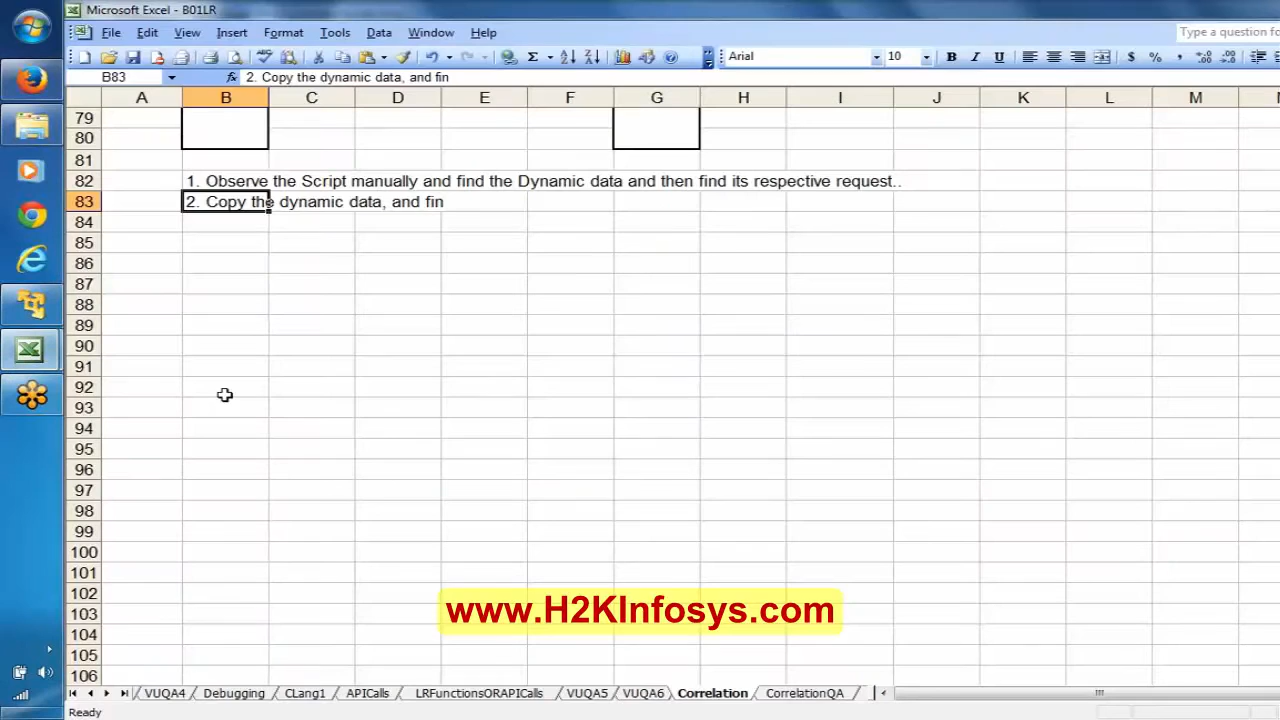 Microsoft Excel - B01LR
File Edit View Insert Format Tools Data Window Help
Type a question fo
Arial 10 B I U $ %
B83 fx 2. Copy the dynamic data, and fin
A B C D E F G H I J K L M
79
80
81
82 1. Observe the Script manually and find the Dynamic data and then find its respective request..
83 2. Copy the dynamic data, and fin
84
85
86
87
88
89
90
91
92
93
94
95
96
97
98
99
100
101
102
103
104
105
106
www.H2KInfosys.com
VUQA4 Debugging CLang1 APICalls LRFunctionsORAPICalls VUQA5 VUQA6 Correlation CorrelationQA
Ready